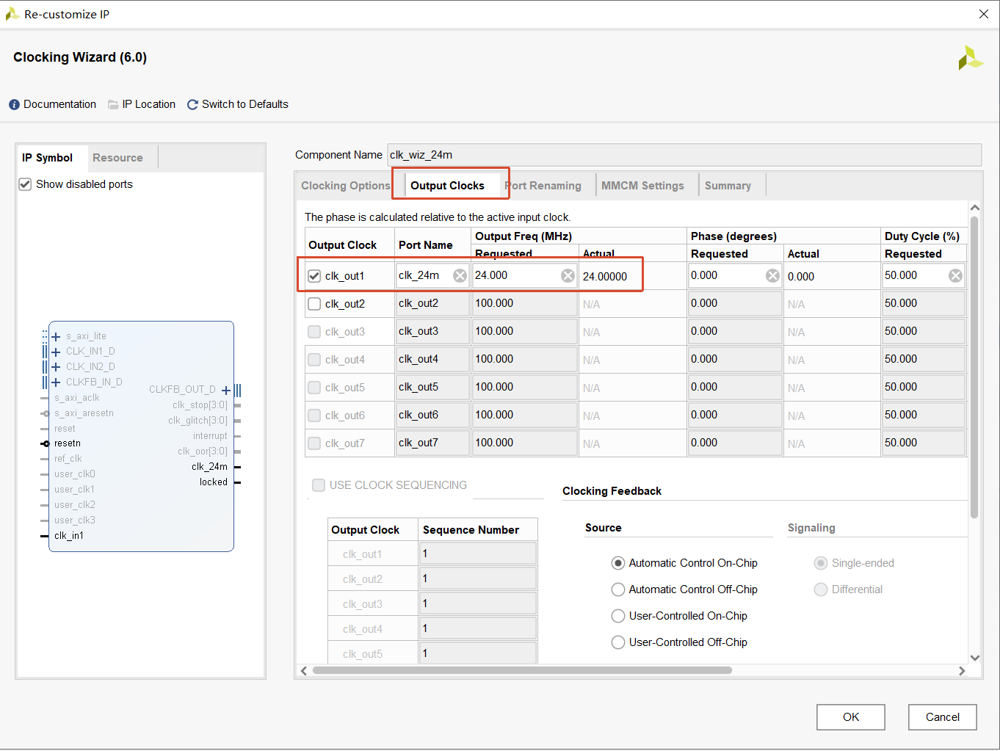 Re-customize IP
Clocking Wizard (6.0)
Documentation IP Location Switch to Defaults
IP Symbol Resource
Show disabled ports
s_axi_lite
CLK_IN1_D
CLK_IN2_D
CLKFB_IN_D
s_axi_aclk
s_axi_aresetn
reset
resetn
ref_clk
user_clk0
user_clk1
user_clk2
user_clk3
clk_in1
CLKFB_OUT_D
clk_stop[3:0]
clk_glitch[3:0]
interrupt
clk_oor[3:0]
clk_24m
locked
Component Name clk_wiz_24m
Clocking Options Output Clocks Port Renaming MMCM Settings Summary
The phase is calculated relative to the active input clock.
Output Clock Port Name Output Freq (MHz) Phase (degrees) Duty Cycle (%)
Requested Actual Requested Actual Requested
clk_out1 clk_24m 24.000 24.00000 0.000 0.000 50.000
clk_out2 clk_out2 100.000 N/A 0.000 N/A 50.000
clk_out3 clk_out3 100.000 N/A 0.000 N/A 50.000
clk_out4 clk_out4 100.000 N/A 0.000 N/A 50.000
clk_out5 clk_out5 100.000 N/A 0.000 N/A 50.000
clk_out6 clk_out6 100.000 N/A 0.000 N/A 50.000
clk_out7 clk_out7 100.000 N/A 0.000 N/A 50.000
USE CLOCK SEQUENCING
Output Clock Sequence Number
clk_out1 1
clk_out2 1
clk_out3 1
clk_out4 1
clk_out5 1
Clocking Feedback
Source Signaling
Automatic Control On-Chip Single-ended
Automatic Control Off-Chip Differential
User-Controlled On-Chip
User-Controlled Off-Chip
OK Cancel